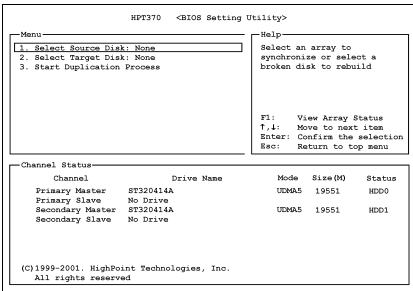 HPT370 <BIOS Setting Utility>
Menu
1. Select Source Disk: None
2. Select Target Disk: None
3. Start Duplication Process
Help
Select an array to
synchronize or select a
broken disk to rebuild
F1: View Array Status
↑,↓: Move to next item
Enter: Confirm the selection
Esc: Return to top menu
Channel Status
Channel Drive Name Mode Size(M) Status
Primary Master ST320414A UDMA5 19551 HDD0
Primary Slave No Drive
Secondary Master ST320414A UDMA5 19551 HDD1
Secondary Slave No Drive
(C)1999-2001. HighPoint Technologies, Inc.
All rights reserved